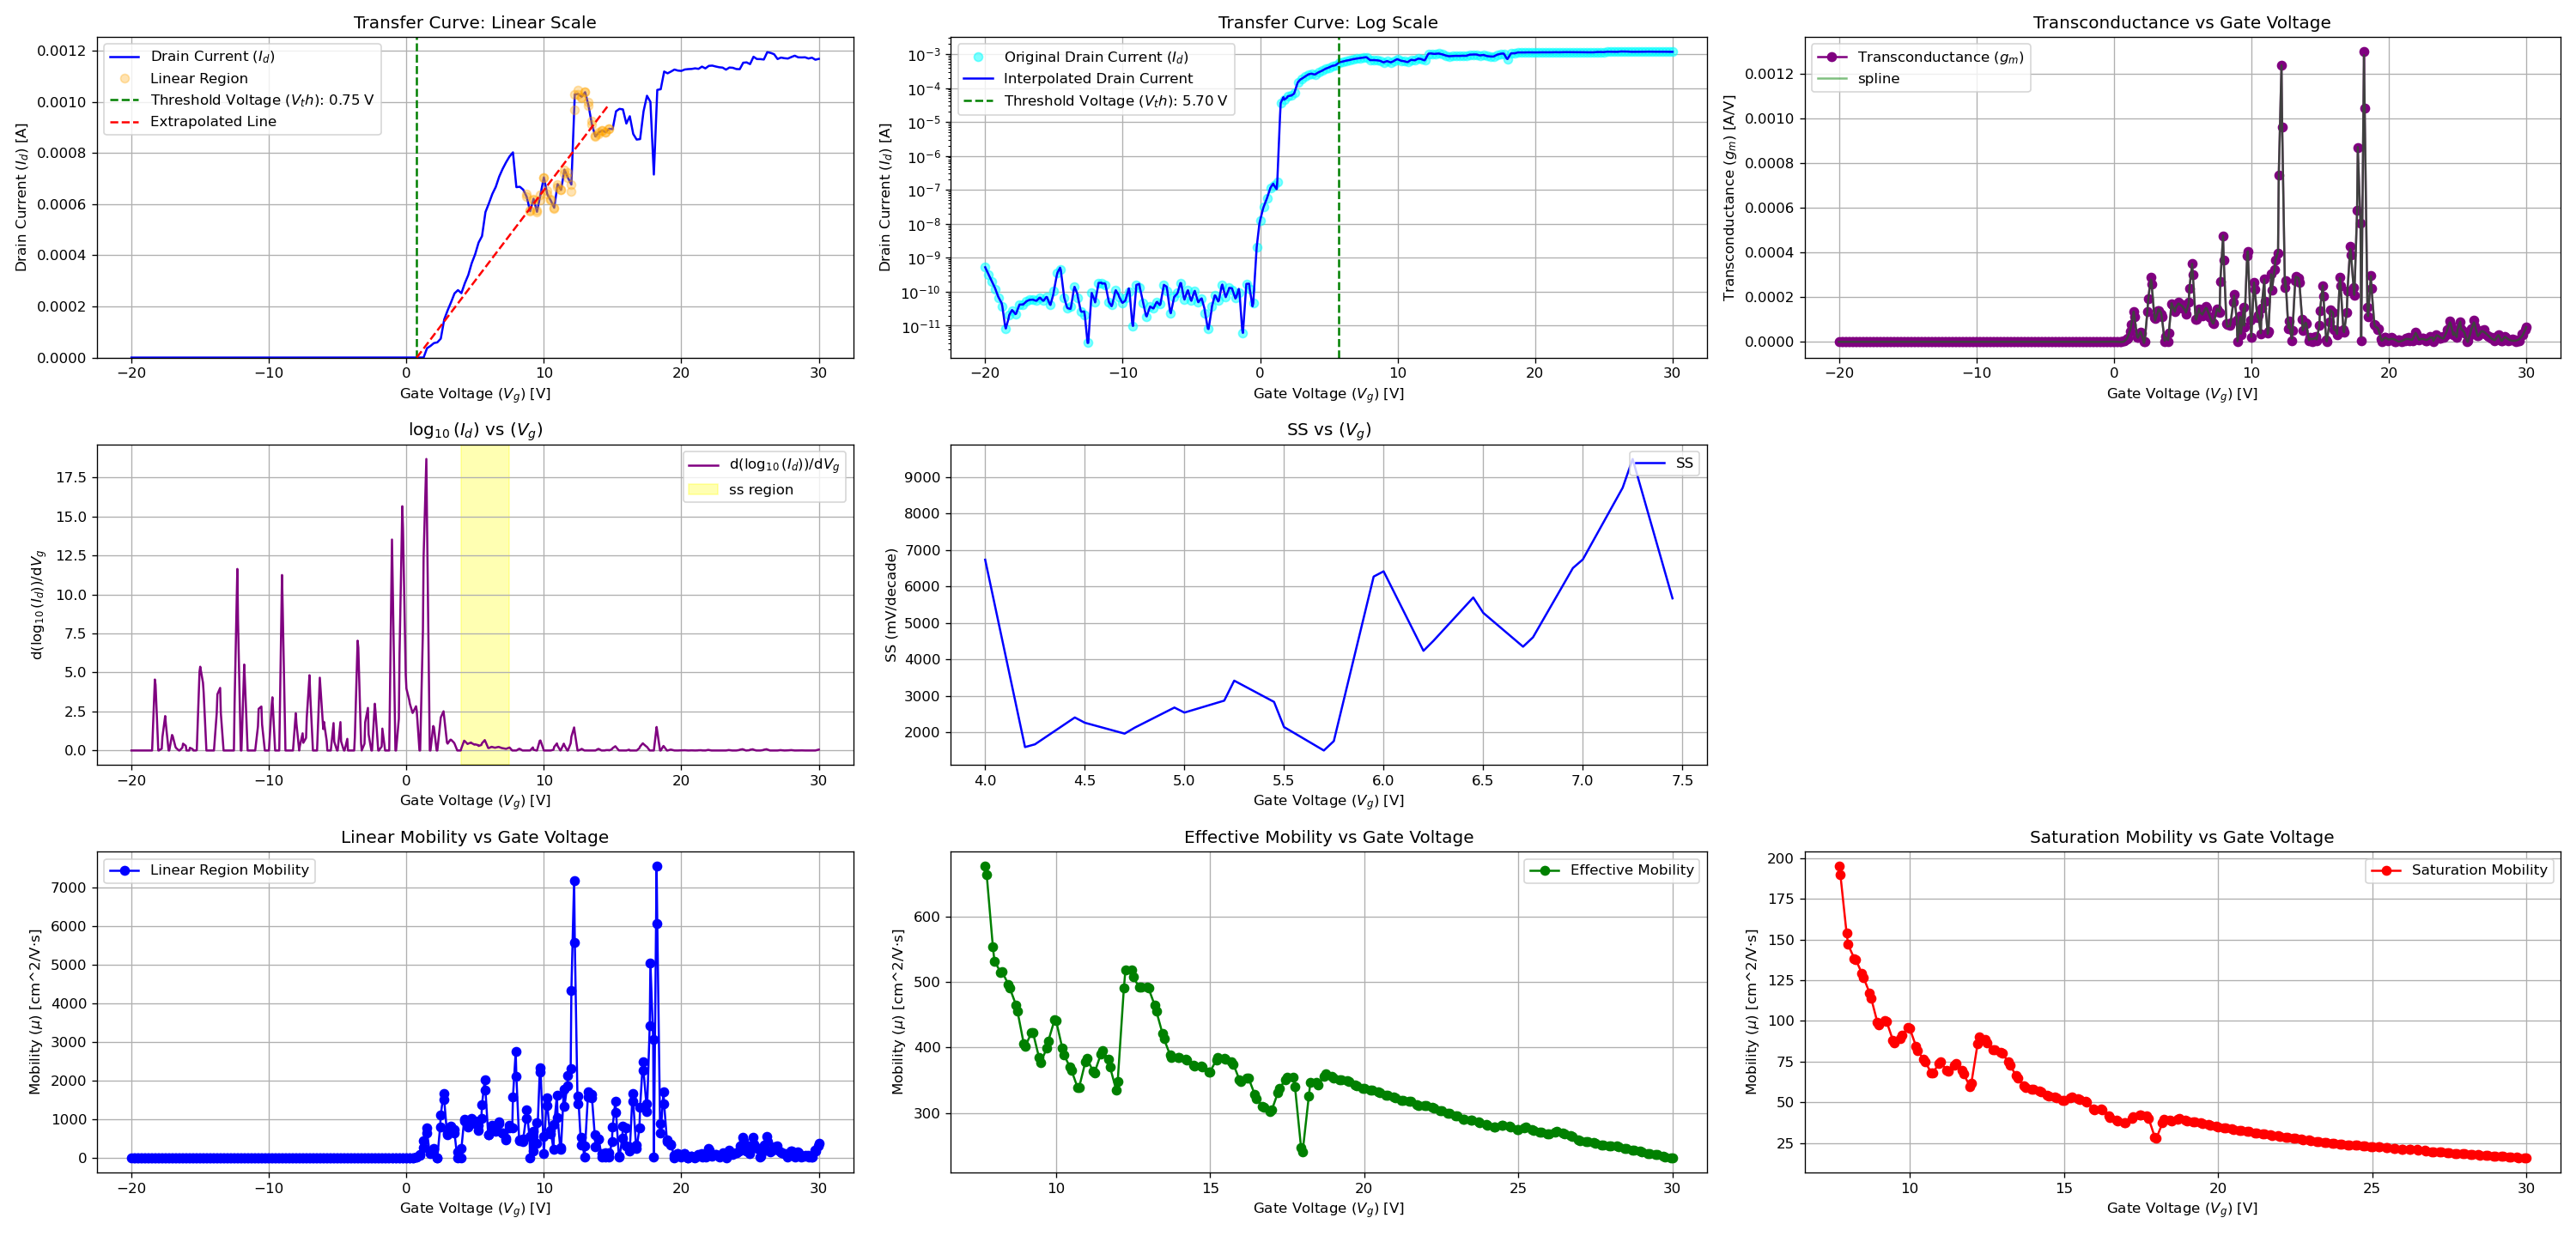 Transfer Curve: Linear Scale
Drain Current (I_d) [A]
0.0012
0.0010
0.0008
0.0006
0.0004
0.0002
0.0000
Drain Current (I_d)
Linear Region
Threshold Voltage (V_th): 0.75 V
Extrapolated Line
−20 −10 0 10 20 30
Gate Voltage (V_g) [V]
Transfer Curve: Log Scale
Drain Current (I_d) [A]
10^−3
10^−4
10^−5
10^−6
10^−7
10^−8
10^−9
10^−10
10^−11
Original Drain Current (I_d)
Interpolated Drain Current
Threshold Voltage (V_th): 5.70 V
−20 −10 0 10 20 30
Gate Voltage (V_g) [V]
Transconductance vs Gate Voltage
Transconductance (g_m) [A/V]
0.0012
0.0010
0.0008
0.0006
0.0004
0.0002
0.0000
Transconductance (g_m)
spline
−20 −10 0 10 20 30
Gate Voltage (V_g) [V]
log_10(I_d) vs (V_g)
d(log_10(I_d))/dV_g
17.5
15.0
12.5
10.0
7.5
5.0
2.5
0.0
d(log_10(I_d))/dV_g
ss region
−20 −10 0 10 20 30
Gate Voltage (V_g) [V]
SS vs (V_g)
SS (mV/decade)
9000
8000
7000
6000
5000
4000
3000
2000
SS
4.0 4.5 5.0 5.5 6.0 6.5 7.0 7.5
Gate Voltage (V_g) [V]
Linear Mobility vs Gate Voltage
Mobility (μ) [cm^2/V·s]
7000
6000
5000
4000
3000
2000
1000
0
Linear Region Mobility
−20 −10 0 10 20 30
Gate Voltage (V_g) [V]
Effective Mobility vs Gate Voltage
Mobility (μ) [cm^2/V·s]
600
500
400
300
Effective Mobility
10 15 20 25 30
Gate Voltage (V_g) [V]
Saturation Mobility vs Gate Voltage
Mobility (μ) [cm^2/V·s]
200
175
150
125
100
75
50
25
Saturation Mobility
10 15 20 25 30
Gate Voltage (V_g) [V]